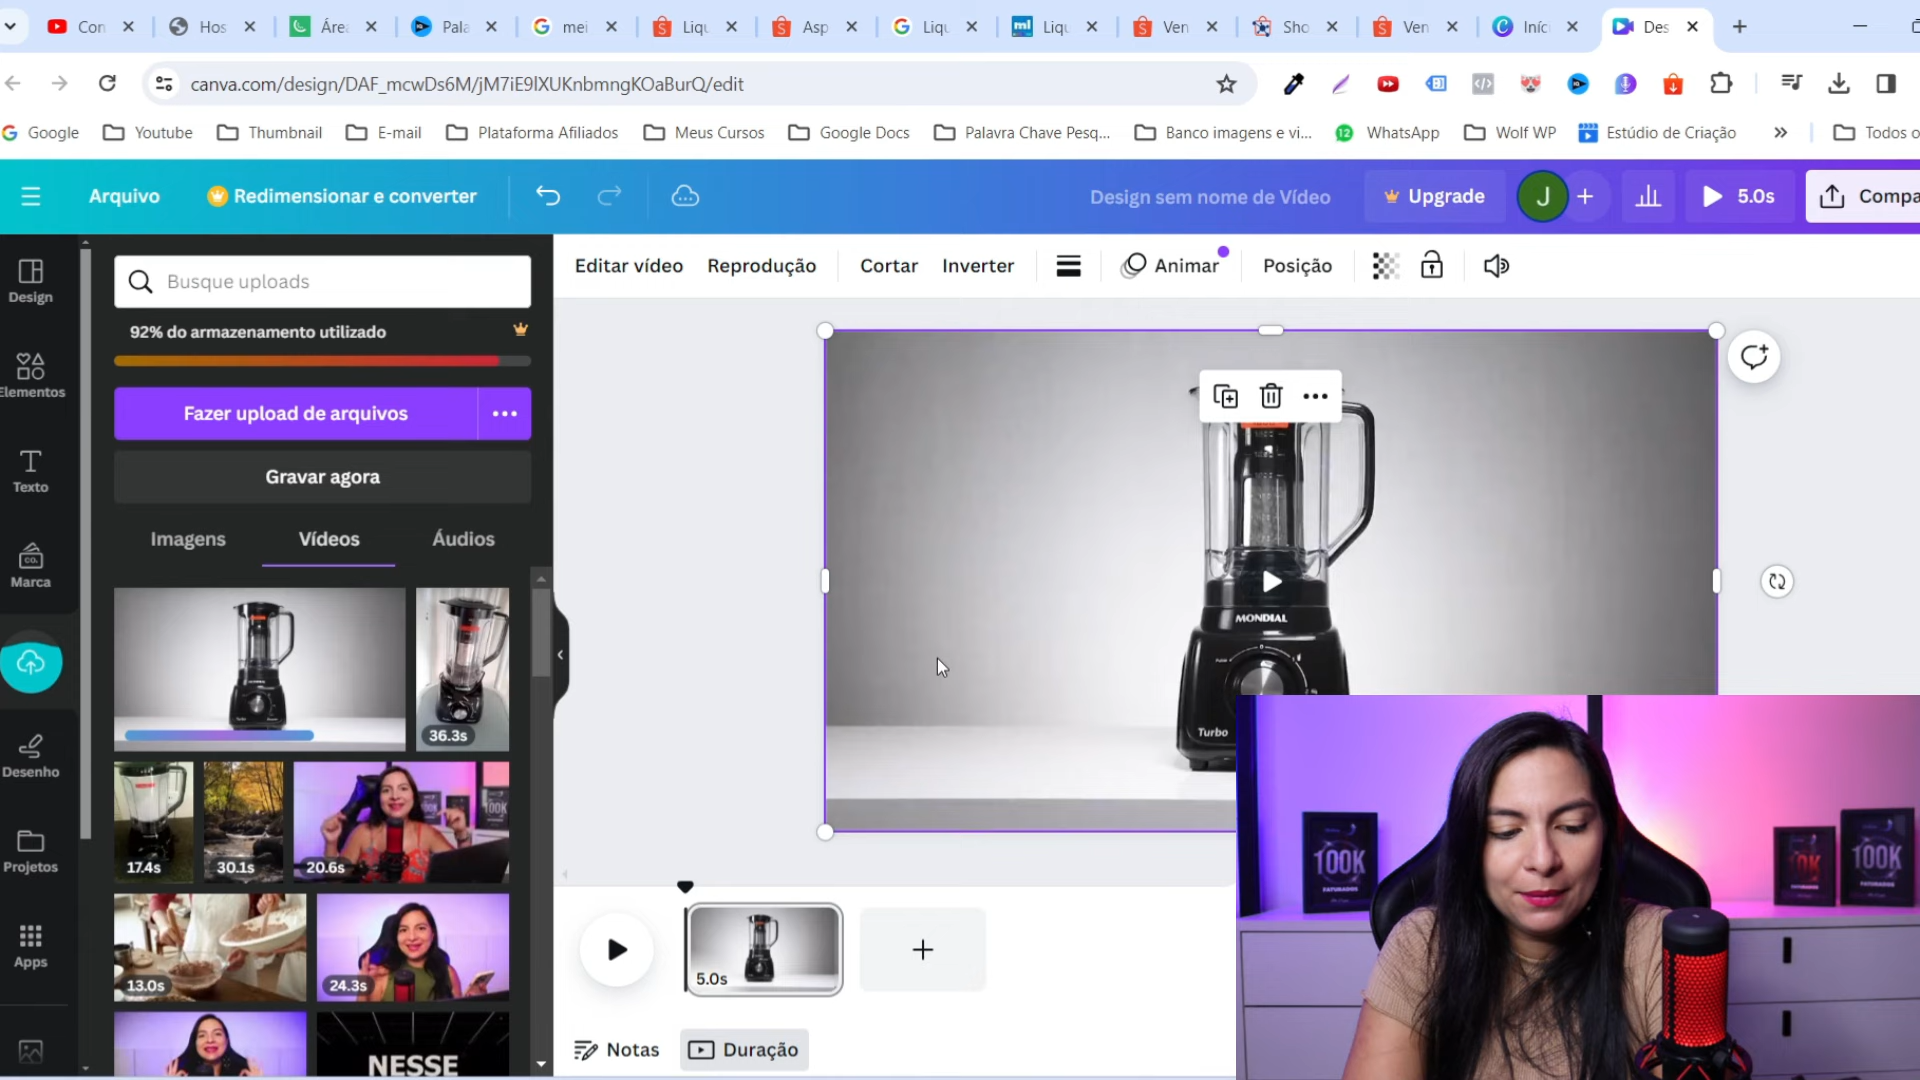 Con
Hos
Área
Pala
mei
Liqu
Asp
Liqu
Liqu
Ven
Sho
Ven
Iníc
Des
canva.com/design/DAF_mcwDs6M/jM7iE9lXUKnbmngKOaBurQ/edit
Google
Youtube
Thumbnail
E-mail
Plataforma Afiliados
Meus Cursos
Google Docs
Palavra Chave Pesq...
Banco imagens e vi...
12
WhatsApp
Wolf WP
Estúdio de Criação
Todos o
Arquivo
Redimensionar e converter
Design sem nome de Vídeo
Upgrade
J
5.0s
Compa
Design
Elementos
Texto
Marca
Desenho
Projetos
Apps
Busque uploads
92% do armazenamento utilizado
Fazer upload de arquivos
Gravar agora
Imagens
Vídeos
Áudios
36.3s
17.4s
30.1s
20.6s
13.0s
24.3s
NESSE
Editar vídeo
Reprodução
Cortar
Inverter
Animar
Posição
MONDIAL
Turbo
5.0s
Notas
Duração
100K
FATURADOS
100K